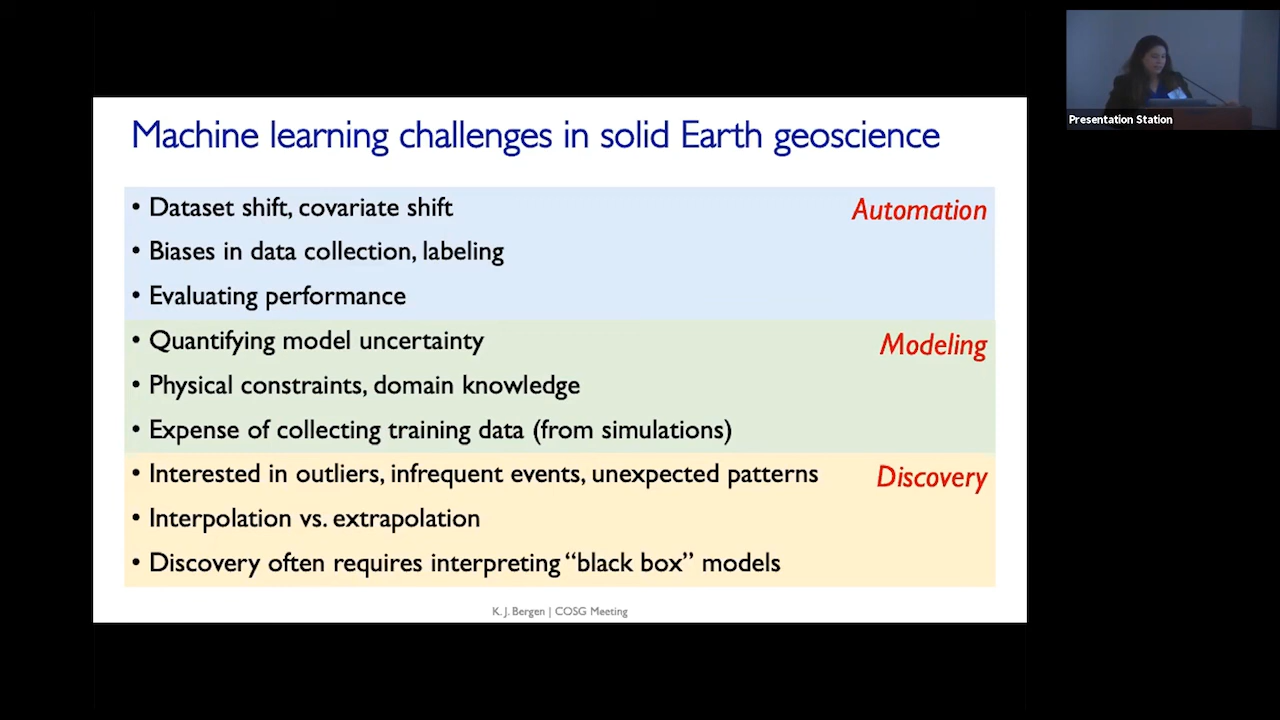 Machine learning challenges in solid Earth geoscience
• Dataset shift, covariate shift
Automation
• Biases in data collection, labeling
• Evaluating performance
• Quantifying model uncertainty
Modeling
• Physical constraints, domain knowledge
• Expense of collecting training data (from simulations)
• Interested in outliers, infrequent events, unexpected patterns
Discovery
• Interpolation vs. extrapolation
• Discovery often requires interpreting “black box” models
K. J. Bergen | COSG Meeting
Presentation Station